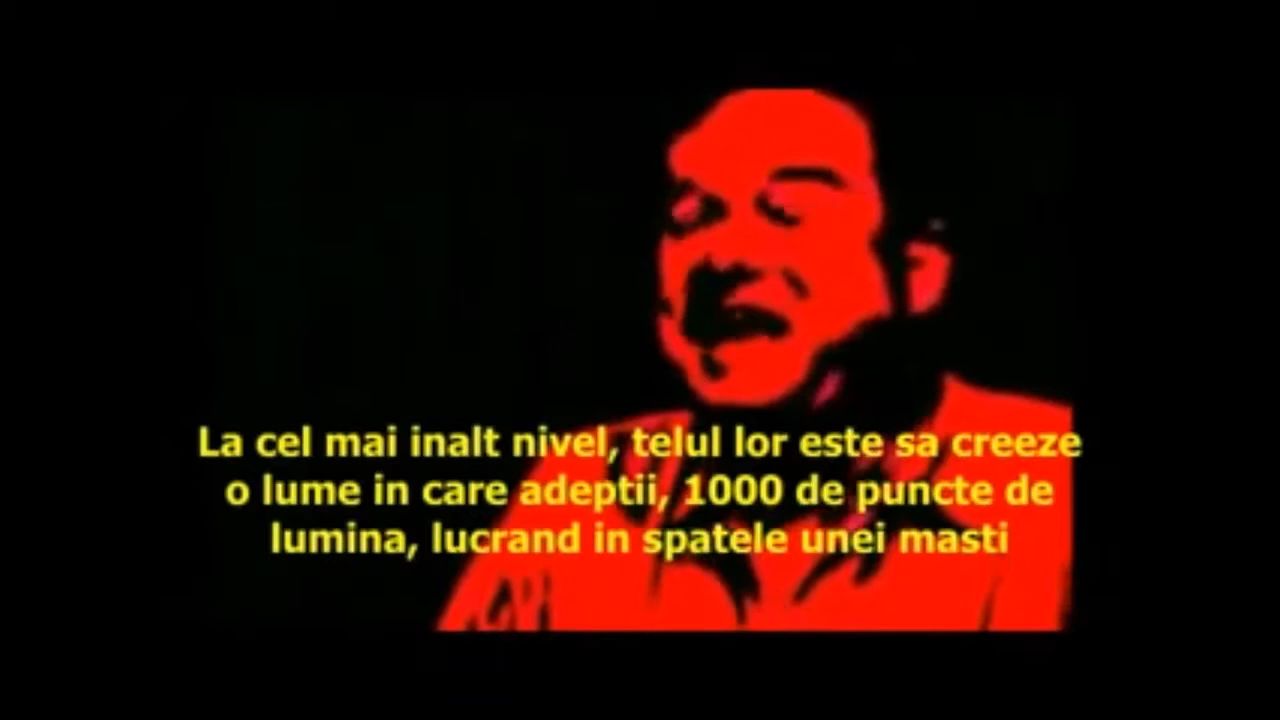 La cel mai inalt nivel, telul lor este sa creeze
o lume in care adeptii, 1000 de puncte de
lumina, lucrand in spatele unei masti